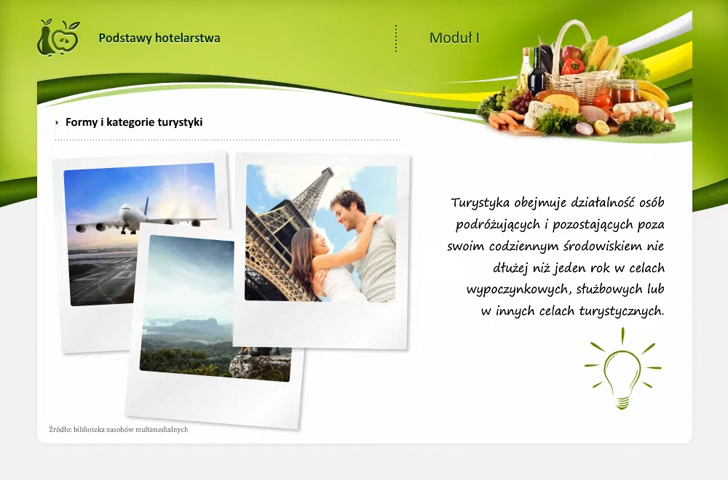 Podstawy hotelarstwa
Moduł I
Formy i kategorie turystyki
Turystyka obejmuje działalność osób
podróżujących i pozostających poza
swoim codziennym środowiskiem nie
dłużej niż jeden rok w celach
wypoczynkowych, służbowych lub
w innych celach turystycznych.
Źródło: biblioteka zasobów multimedialnych